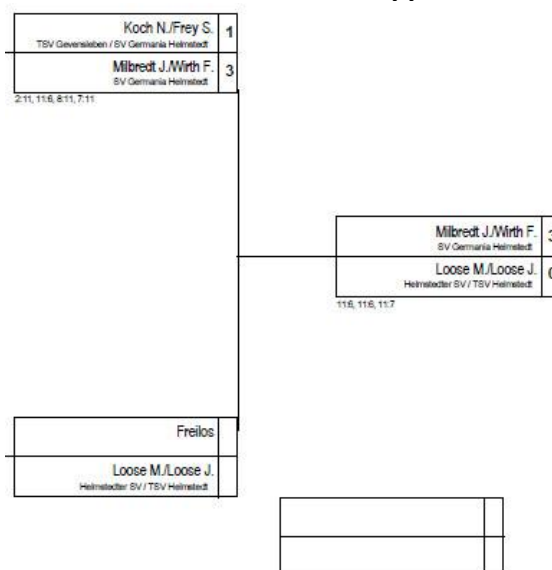 Koch N./Frey S. 1
TSV Gevensleben / SV Germania Helmstedt
Milbredt J./Wirth F. 3
SV Germania Helmstedt
2:11, 11:6, 8:11, 7:11
Milbredt J./Wirth F. 3
SV Germania Helmstedt
Loose M./Loose J.
Helmstedter SV / TSV Helmstedt
11:6, 11:6, 11:7
Freilos
Loose M./Loose J.
Helmstedter SV / TSV Helmstedt